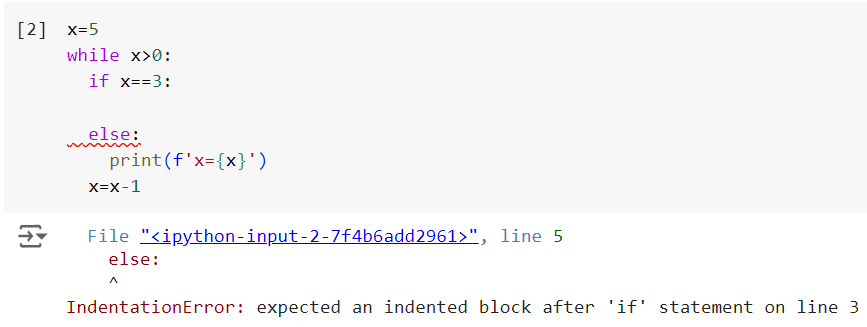 [2] x=5
while x>0:
  if x==3:

  else:
    print(f'x={x}')
  x=x-1
File "<ipython-input-2-7f4b6add2961>", line 5
    else:
    ^
IndentationError: expected an indented block after 'if' statement on line 3